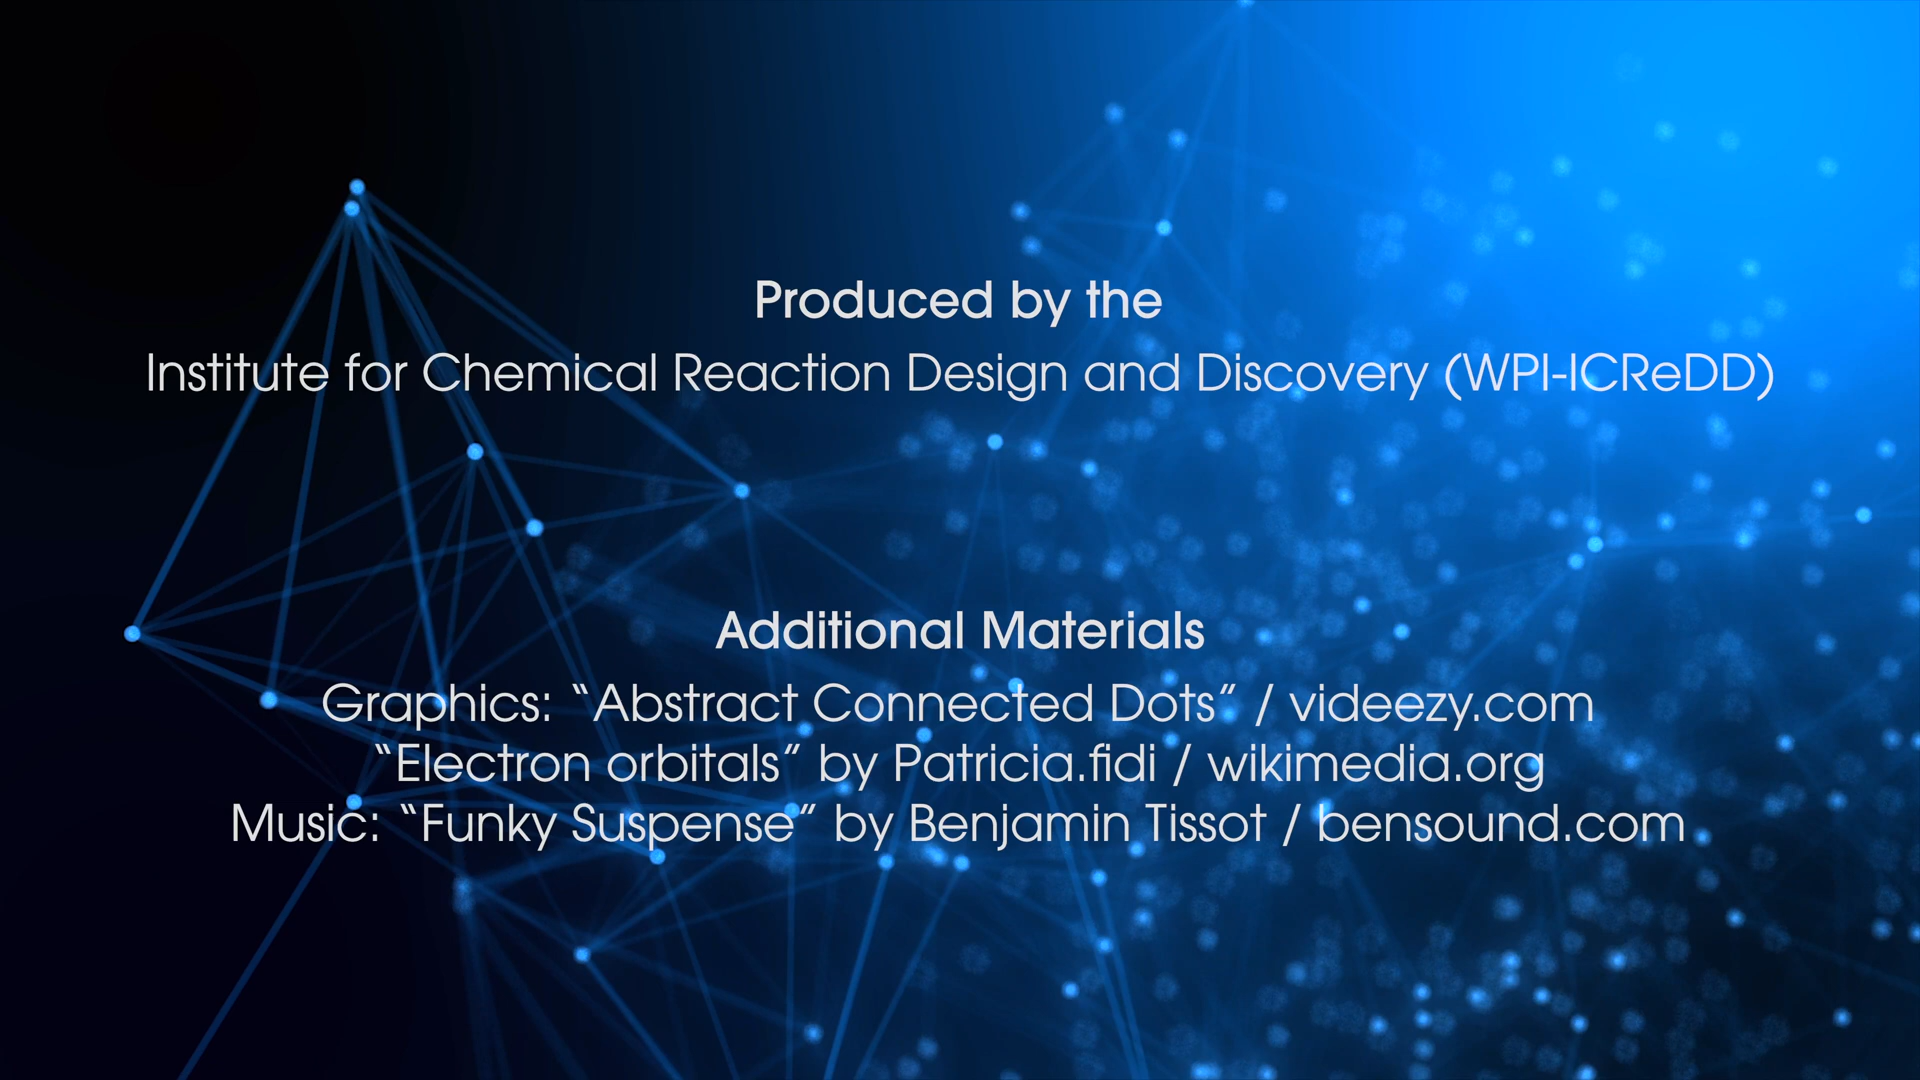 Produced by the
Institute for Chemical Reaction Design and Discovery (WPI-ICReDD)
Additional Materials
Graphics: “Abstract Connected Dots” / videezy.com
“Electron orbitals” by Patricia.fidi / wikimedia.org
Music: “Funky Suspense” by Benjamin Tissot / bensound.com